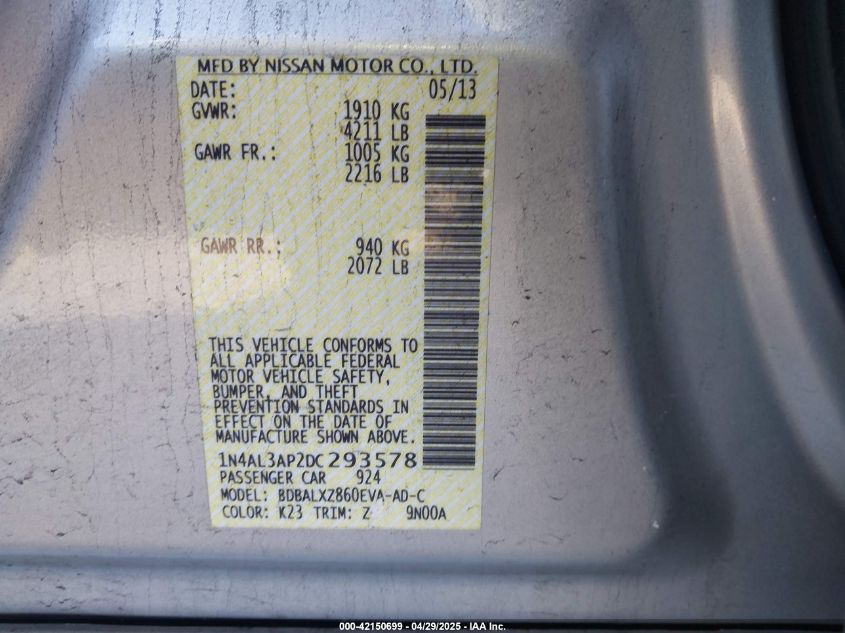 MFD BY NISSAN MOTOR CO., LTD.
DATE: 05/13
GVWR: 1910 KG
4211 LB
GAWR FR.: 1005 KG
2216 LB
GAWR RR.: 940 KG
2072 LB
THIS VEHICLE CONFORMS TO
ALL APPLICABLE FEDERAL
MOTOR VEHICLE SAFETY,
BUMPER, AND THEFT
PREVENTION STANDARDS IN
EFFECT ON THE DATE OF
MANUFACTURE SHOWN ABOVE.
1N4AL3AP2DC293578
PASSENGER CAR 924
MODEL: BDBALXZ860EVA-AD-C
COLOR: K23 TRIM: Z 9N00A
000-42150699 - 04/29/2025 - IAA Inc.